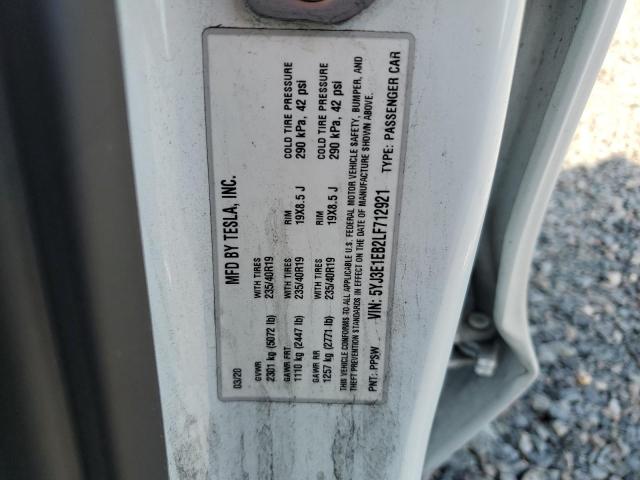 MFD BY TESLA, INC.
03/20
GVWR WITH TIRES COLD TIRE PRESSURE
2301 kg (5072 lb) 235/40R19 290 kPa, 42 psi
GAWR FRT WITH TIRES RIM COLD TIRE PRESSURE
1110 kg (2447 lb) 235/40R19 19X8.5 J 290 kPa, 42 psi
GAWR RR WITH TIRES RIM
1257 kg (2771 lb) 235/40R19 19X8.5 J
THIS VEHICLE CONFORMS TO ALL APPLICABLE U.S. FEDERAL MOTOR VEHICLE SAFETY, BUMPER, AND
THEFT PREVENTION STANDARDS IN EFFECT ON THE DATE OF MANUFACTURE SHOWN ABOVE.
PNT: PPSW VIN: 5YJ3E1EB2LF712921 TYPE: PASSENGER CAR